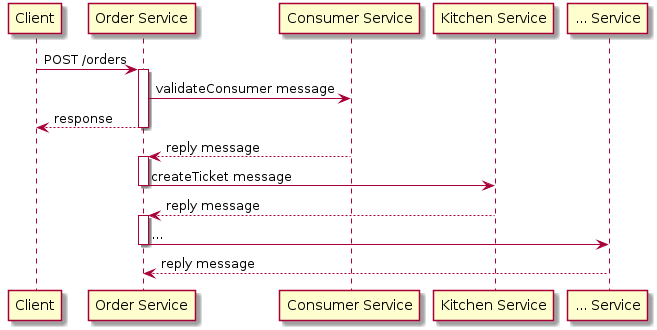 Client
Order Service
Consumer Service
Kitchen Service
... Service
POST /orders
validateConsumer message
response
reply message
createTicket message
reply message
...
reply message
Client
Order Service
Consumer Service
Kitchen Service
... Service